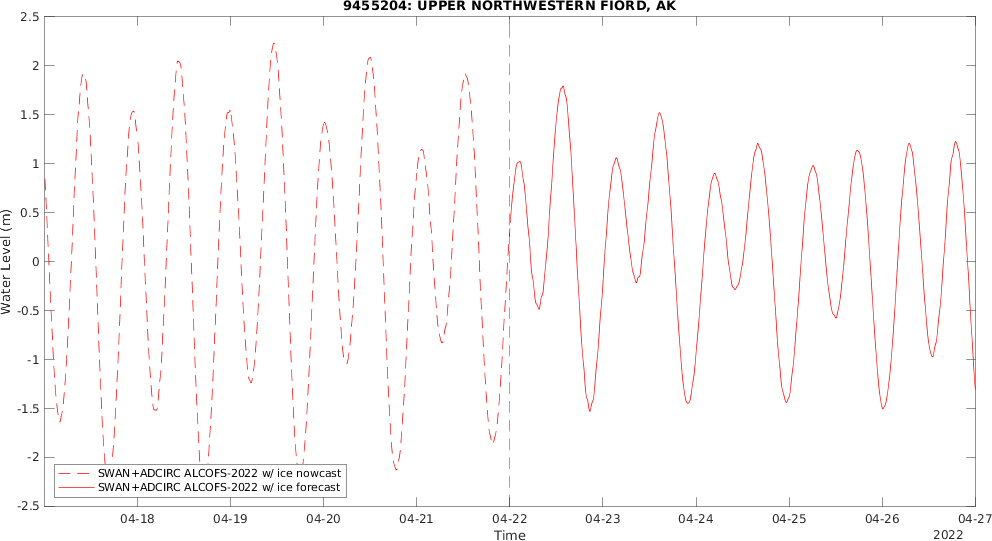 9455204: UPPER NORTHWESTERN FIORD, AK
2.5
2
1.5
1
0.5
0
-0.5
-1
-1.5
-2
-2.5
Water Level (m)
SWAN+ADCIRC ALCOFS-2022 w/ ice nowcast
SWAN+ADCIRC ALCOFS-2022 w/ ice forecast
04-18 04-19 04-20 04-21 04-22 04-23 04-24 04-25 04-26 04-27
Time
2022